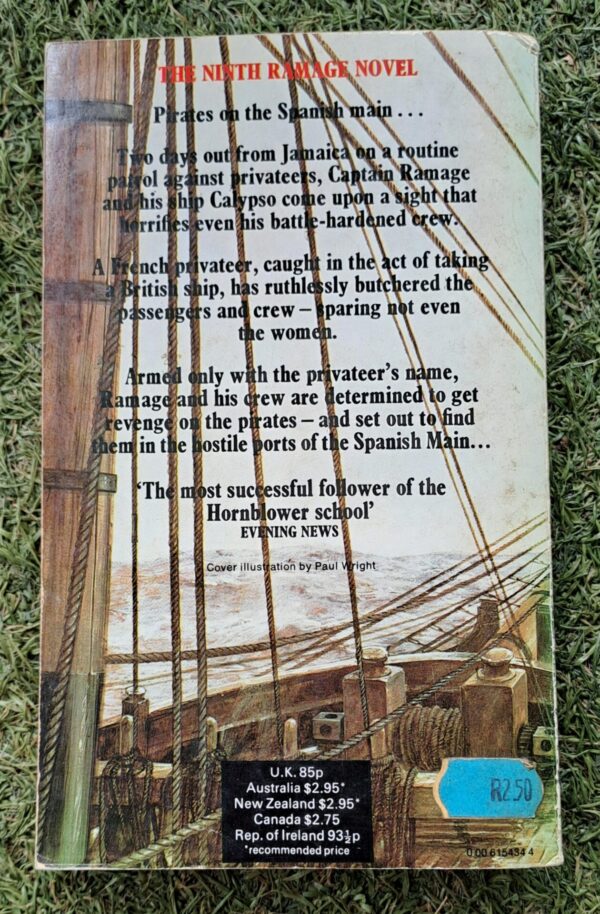 THE NINTH RAMAGE NOVEL
Pirates on the Spanish main . . .
Two days out from Jamaica on a routine
patrol against privateers, Captain Ramage
and his ship Calypso come upon a sight that
horrifies even his battle-hardened crew.
A French privateer, caught in the act of taking
a British ship, has ruthlessly butchered the
passengers and crew – sparing not even
the women.
Armed only with the privateer's name,
Ramage and his crew are determined to get
revenge on the pirates – and set out to find
them in the hostile ports of the Spanish Main...
'The most successful follower of the
Hornblower school'
EVENING NEWS
Cover illustration by Paul Wright
U.K. 85p
Australia $2.95*
New Zealand $2.95*
Canada $2.75
Rep. of Ireland 93½p
*recommended price
R2.50
0 00 615434 4